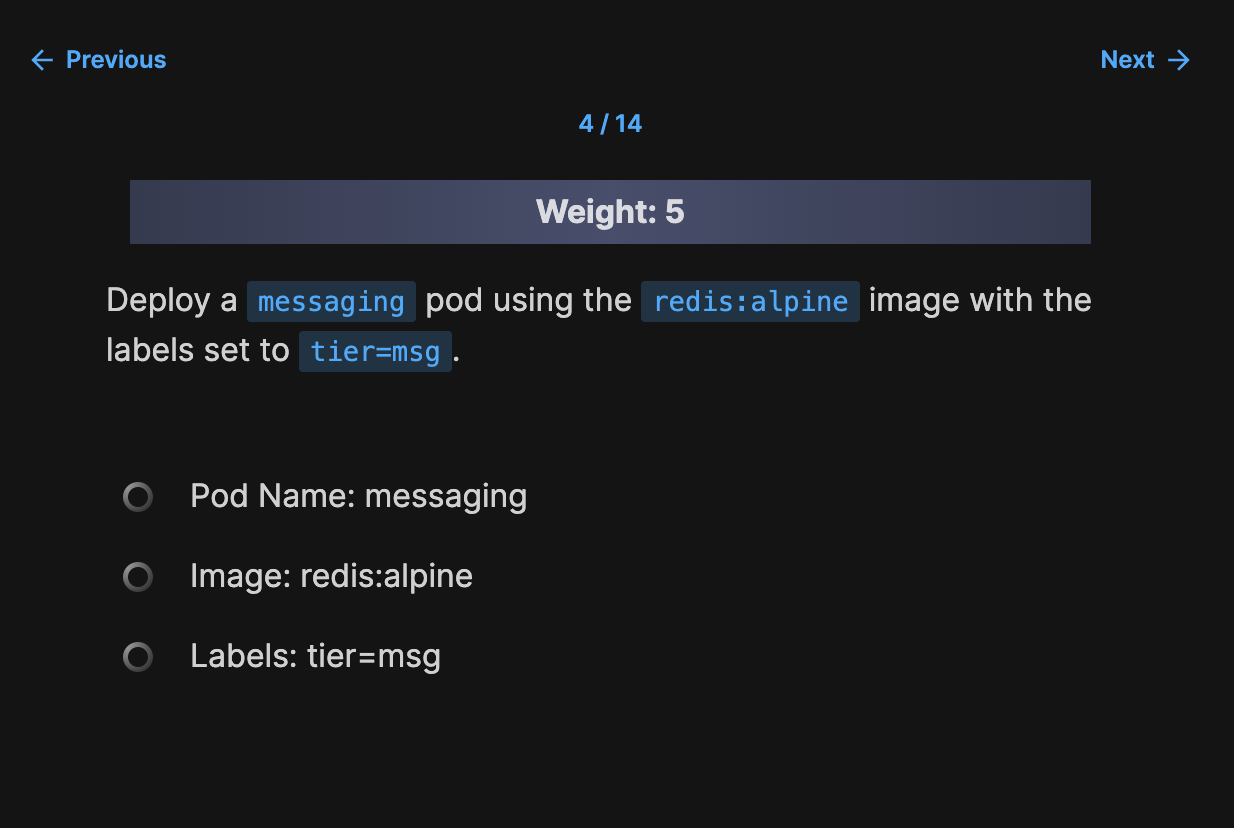 Previous
Next
4 / 14
Weight: 5
Deploy a messaging pod using the redis:alpine image with the
labels set to tier=msg.
Pod Name: messaging
Image: redis:alpine
Labels: tier=msg